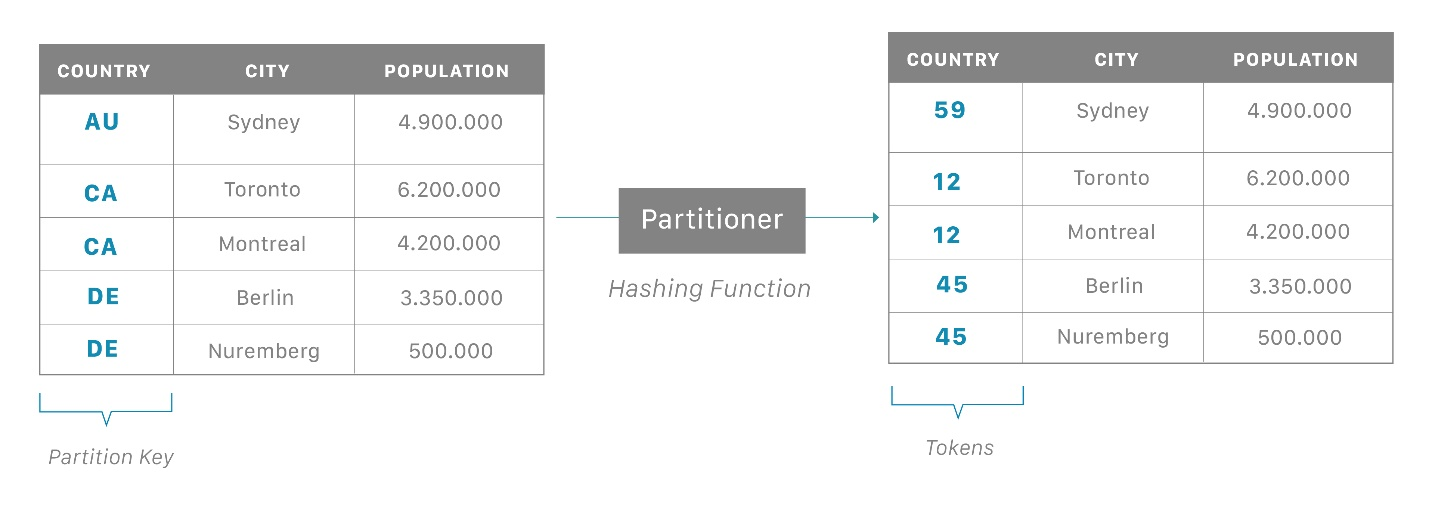 COUNTRY CITY POPULATION
AU Sydney 4.900.000
CA Toronto 6.200.000
CA Montreal 4.200.000
DE Berlin 3.350.000
DE Nuremberg 500.000
Partition Key
Partitioner
Hashing Function
COUNTRY CITY POPULATION
59 Sydney 4.900.000
12 Toronto 6.200.000
12 Montreal 4.200.000
45 Berlin 3.350.000
45 Nuremberg 500.000
Tokens